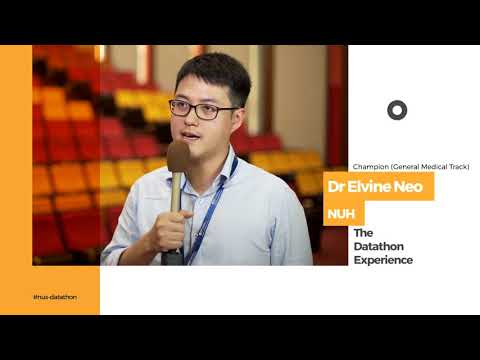 Champion (General Medical Track)
Dr Elvine Neo
NUH
The
Datathon
Experience
#nus-datathon